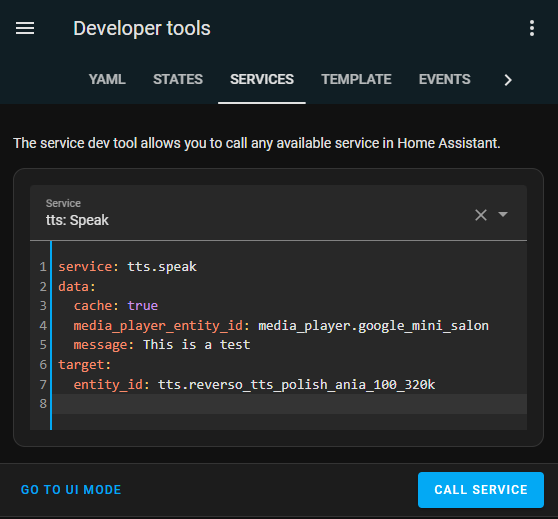 Developer tools
YAML STATES SERVICES TEMPLATE EVENTS
The service dev tool allows you to call any available service in Home Assistant.
Service
tts: Speak
1 service: tts.speak
2 data:
3   cache: true
4   media_player_entity_id: media_player.google_mini_salon
5   message: This is a test
6 target:
7   entity_id: tts.reverso_tts_polish_ania_100_320k
8
GO TO UI MODE CALL SERVICE